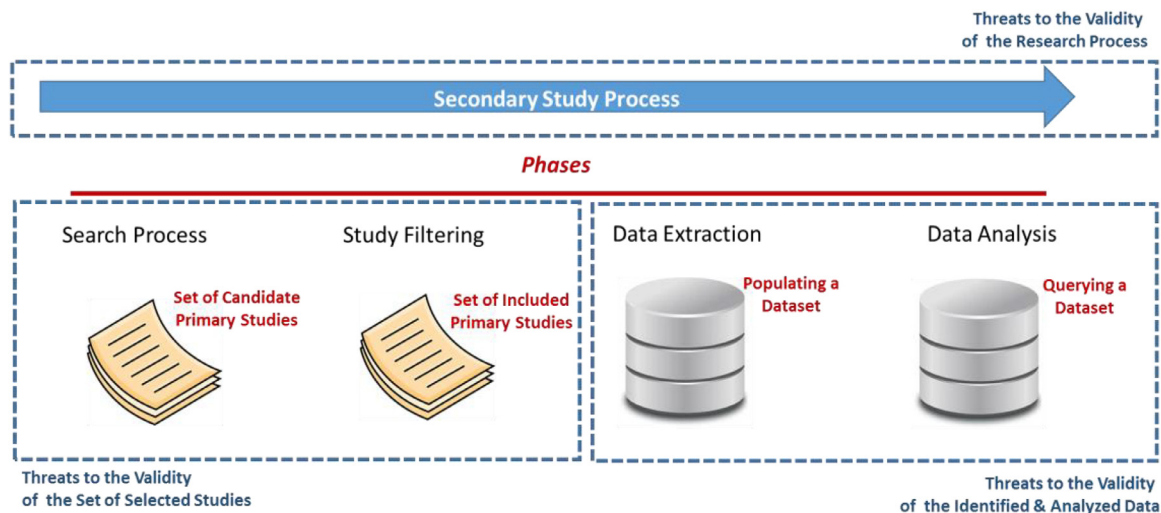 Threats to the Validity
of the Research Process
Secondary Study Process
Phases
Search Process
Set of Candidate
Primary Studies
Study Filtering
Set of Included
Primary Studies
Data Extraction
Populating a
Dataset
Data Analysis
Querying a
Dataset
Threats to the Validity
of the Set of Selected Studies
Threats to the Validity
of the Identified & Analyzed Data